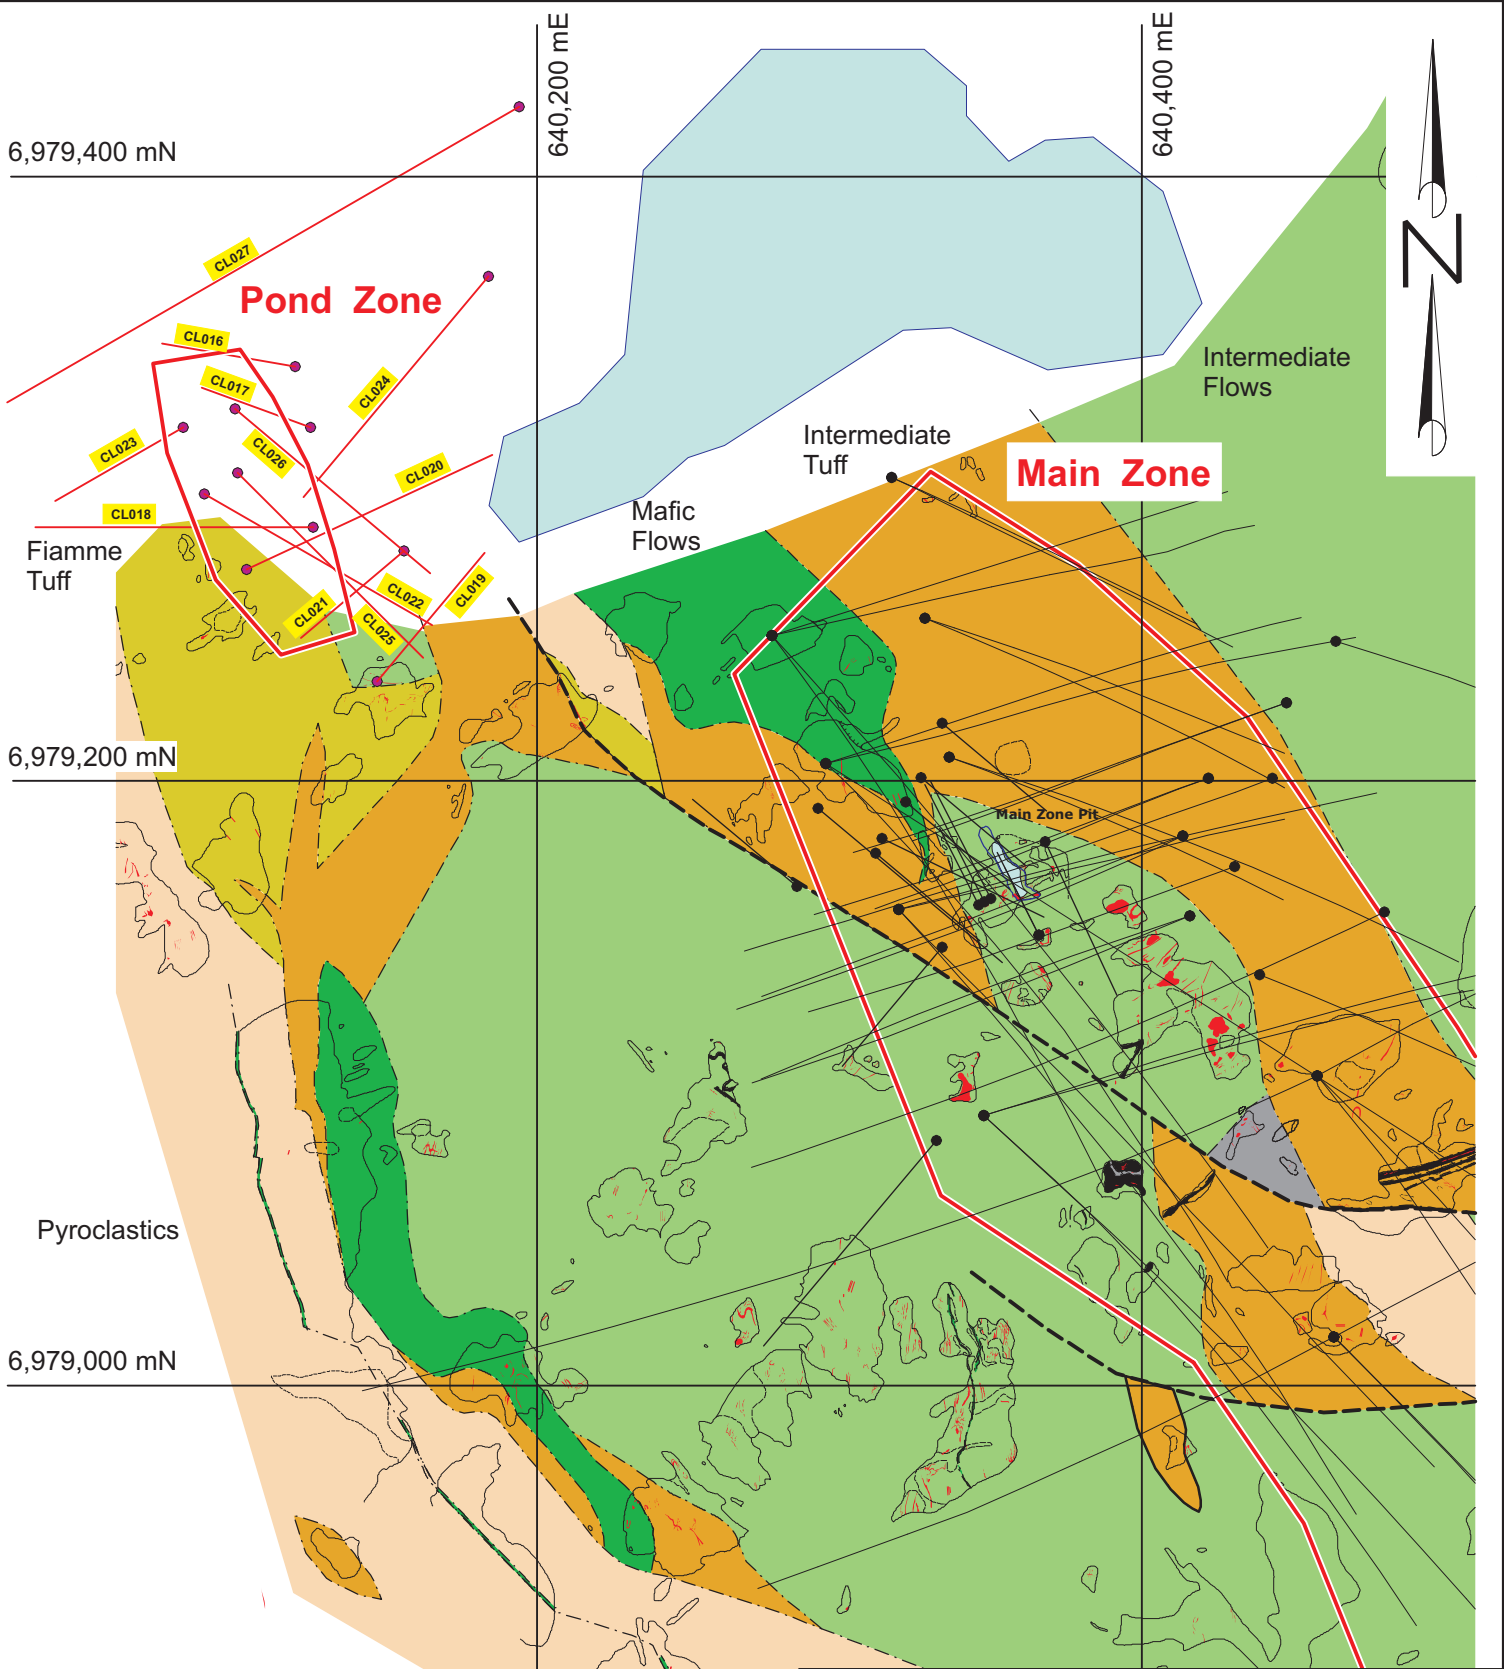 640,200 mE
640,400 mE
6,979,400 mN
N
CL027
Pond Zone
CL016
CL017
CL024
CL026
CL023
CL020
CL018
Fiamme
Tuff
CL021
CL022
CL019
CL025
Intermediate
Flows
Intermediate
Tuff
Main Zone
Mafic
Flows
6,979,200 mN
Main Zone Pit
Pyroclastics
6,979,000 mN